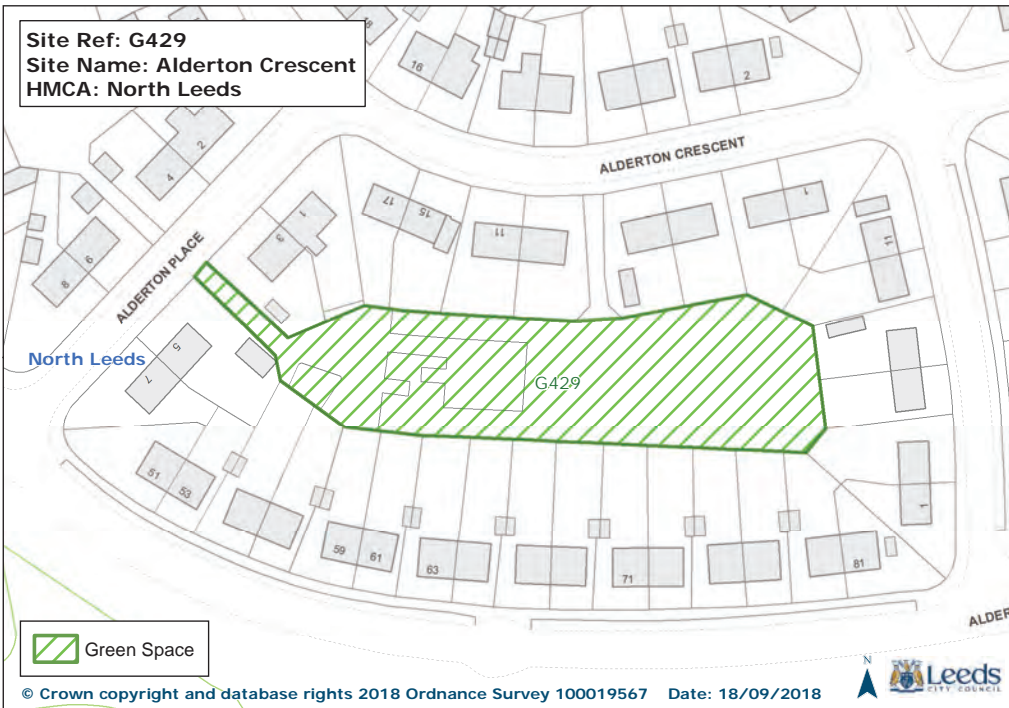 Site Ref: G429
Site Name: Alderton Crescent
HMCA: North Leeds
16
2
ALDERTON CRESCENT
2
4
1
3
17
15
11
1
11
ALDERTON PLACE
9
8
North Leeds
5
7
G429
51
53
59
61
63
71
81
1
ALDER
Green Space
N
Leeds
CITY COUNCIL
© Crown copyright and database rights 2018 Ordnance Survey 100019567 Date: 18/09/2018